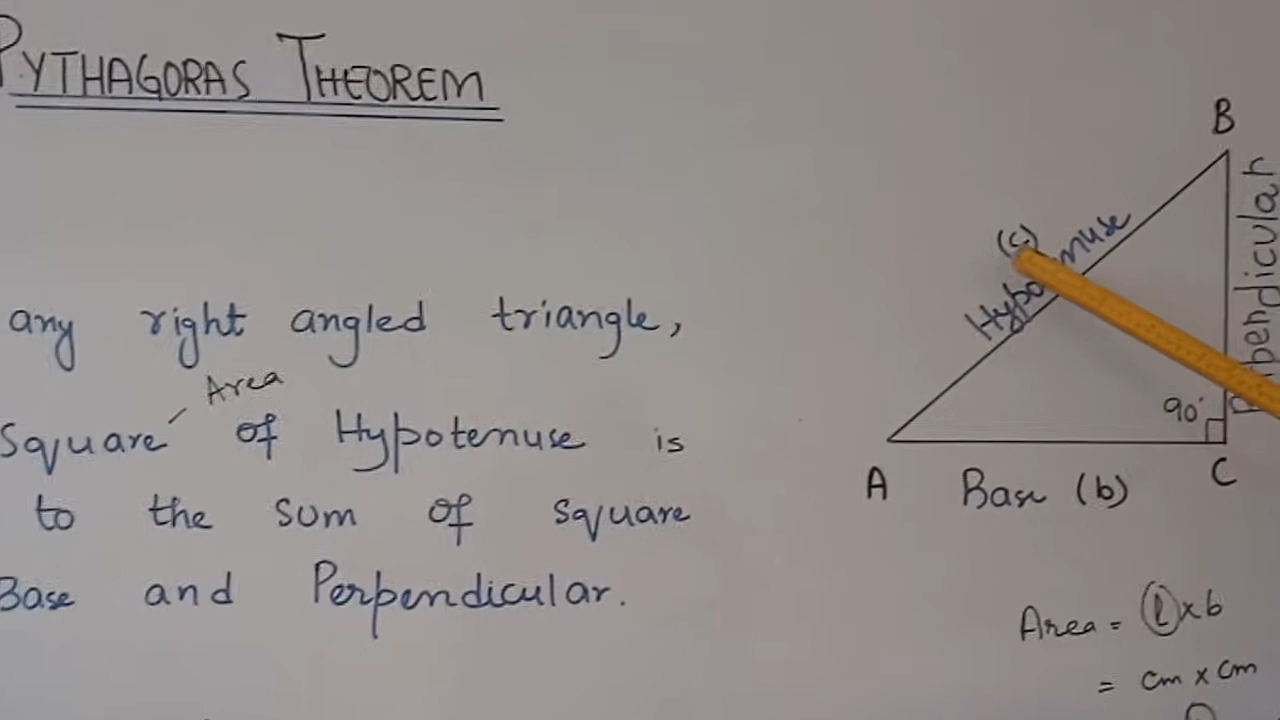 PYTHAGORAS THEOREM
any right angled triangle,
Area
Square of Hypotenuse is
to the sum of square
Base and Perpendicular.
B
(c)
Hypotenuse
Perpendicular
90°
A
Base (b)
C
Area = l x b
= cm x cm